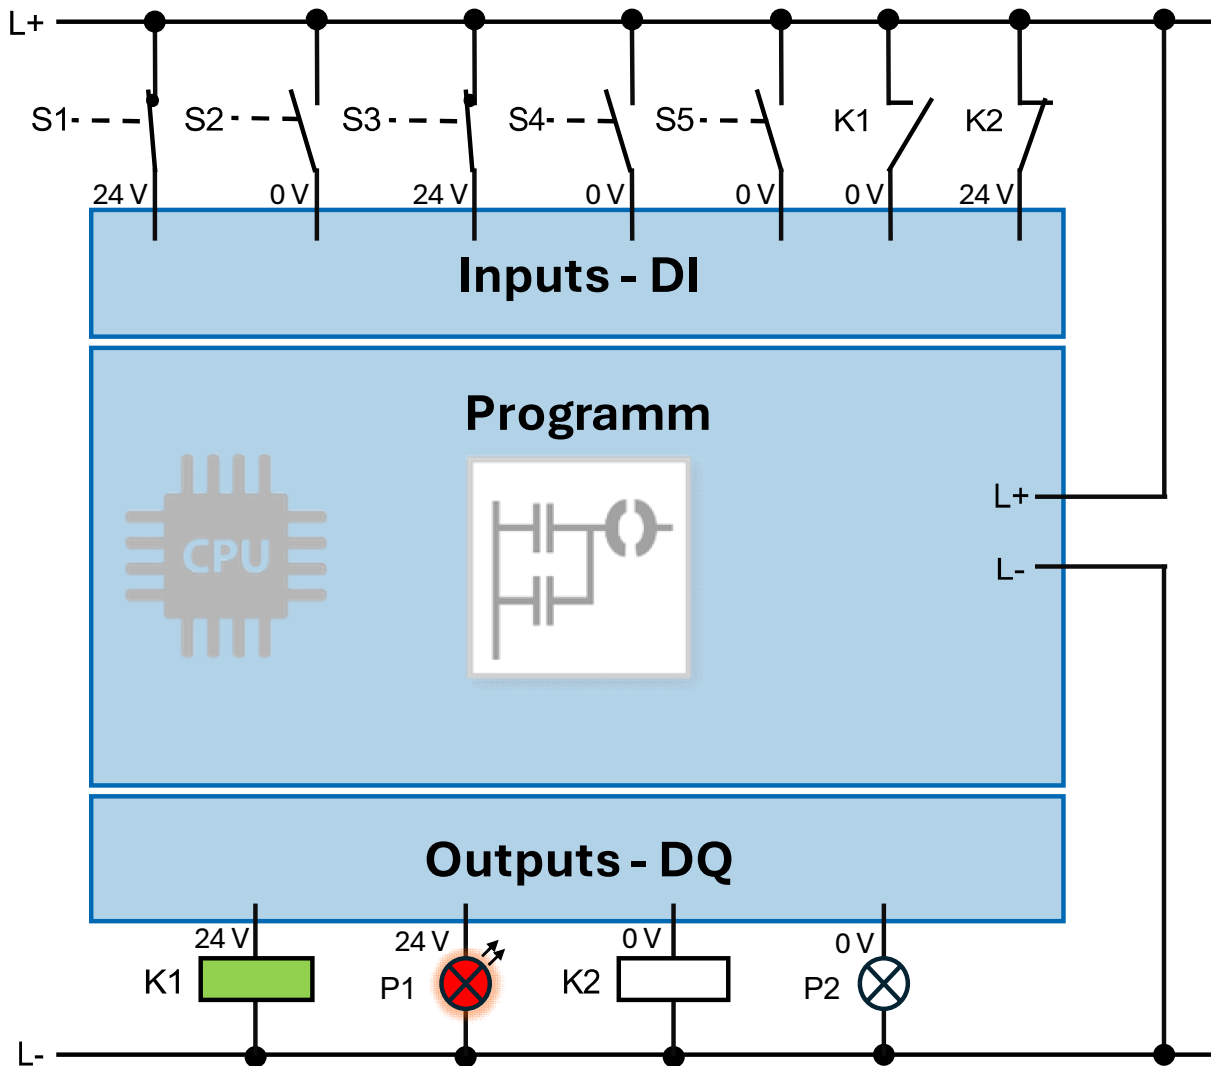 L+
S1
S2
S3
S4
S5
K1
K2
24 V
0 V
24 V
0 V
0 V
0 V
24 V
Inputs - DI
Programm
CPU
L+
L-
Outputs - DQ
24 V
24 V
0 V
0 V
K1
P1
K2
P2
L-